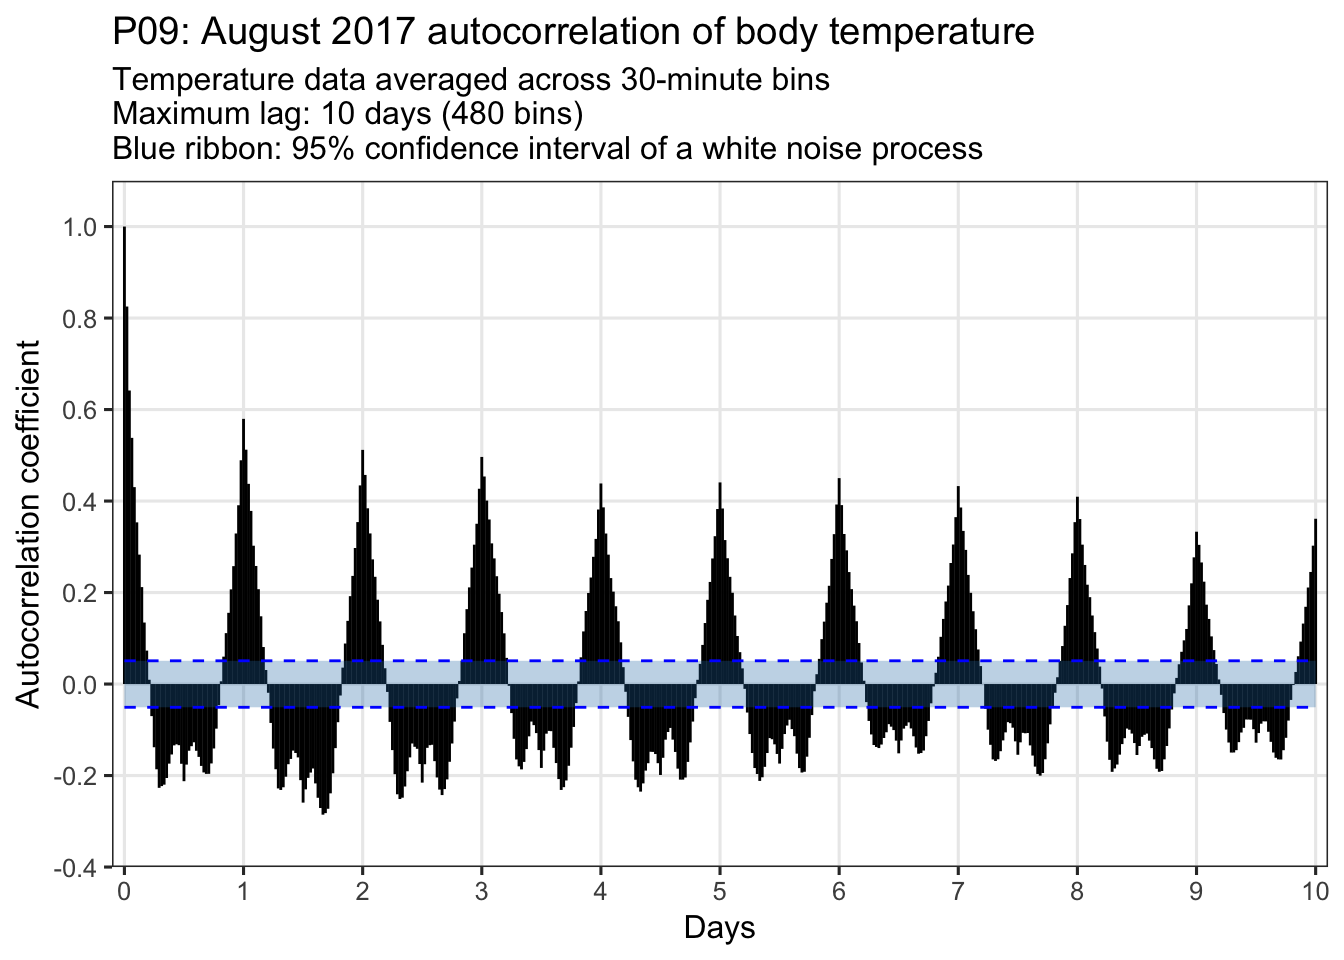 P09: August 2017 autocorrelation of body temperature
Temperature data averaged across 30-minute bins
Maximum lag: 10 days (480 bins)
Blue ribbon: 95% confidence interval of a white noise process
Autocorrelation coefficient
1.0
0.8
0.6
0.4
0.2
0.0
-0.2
-0.4
0 1 2 3 4 5 6 7 8 9 10
Days